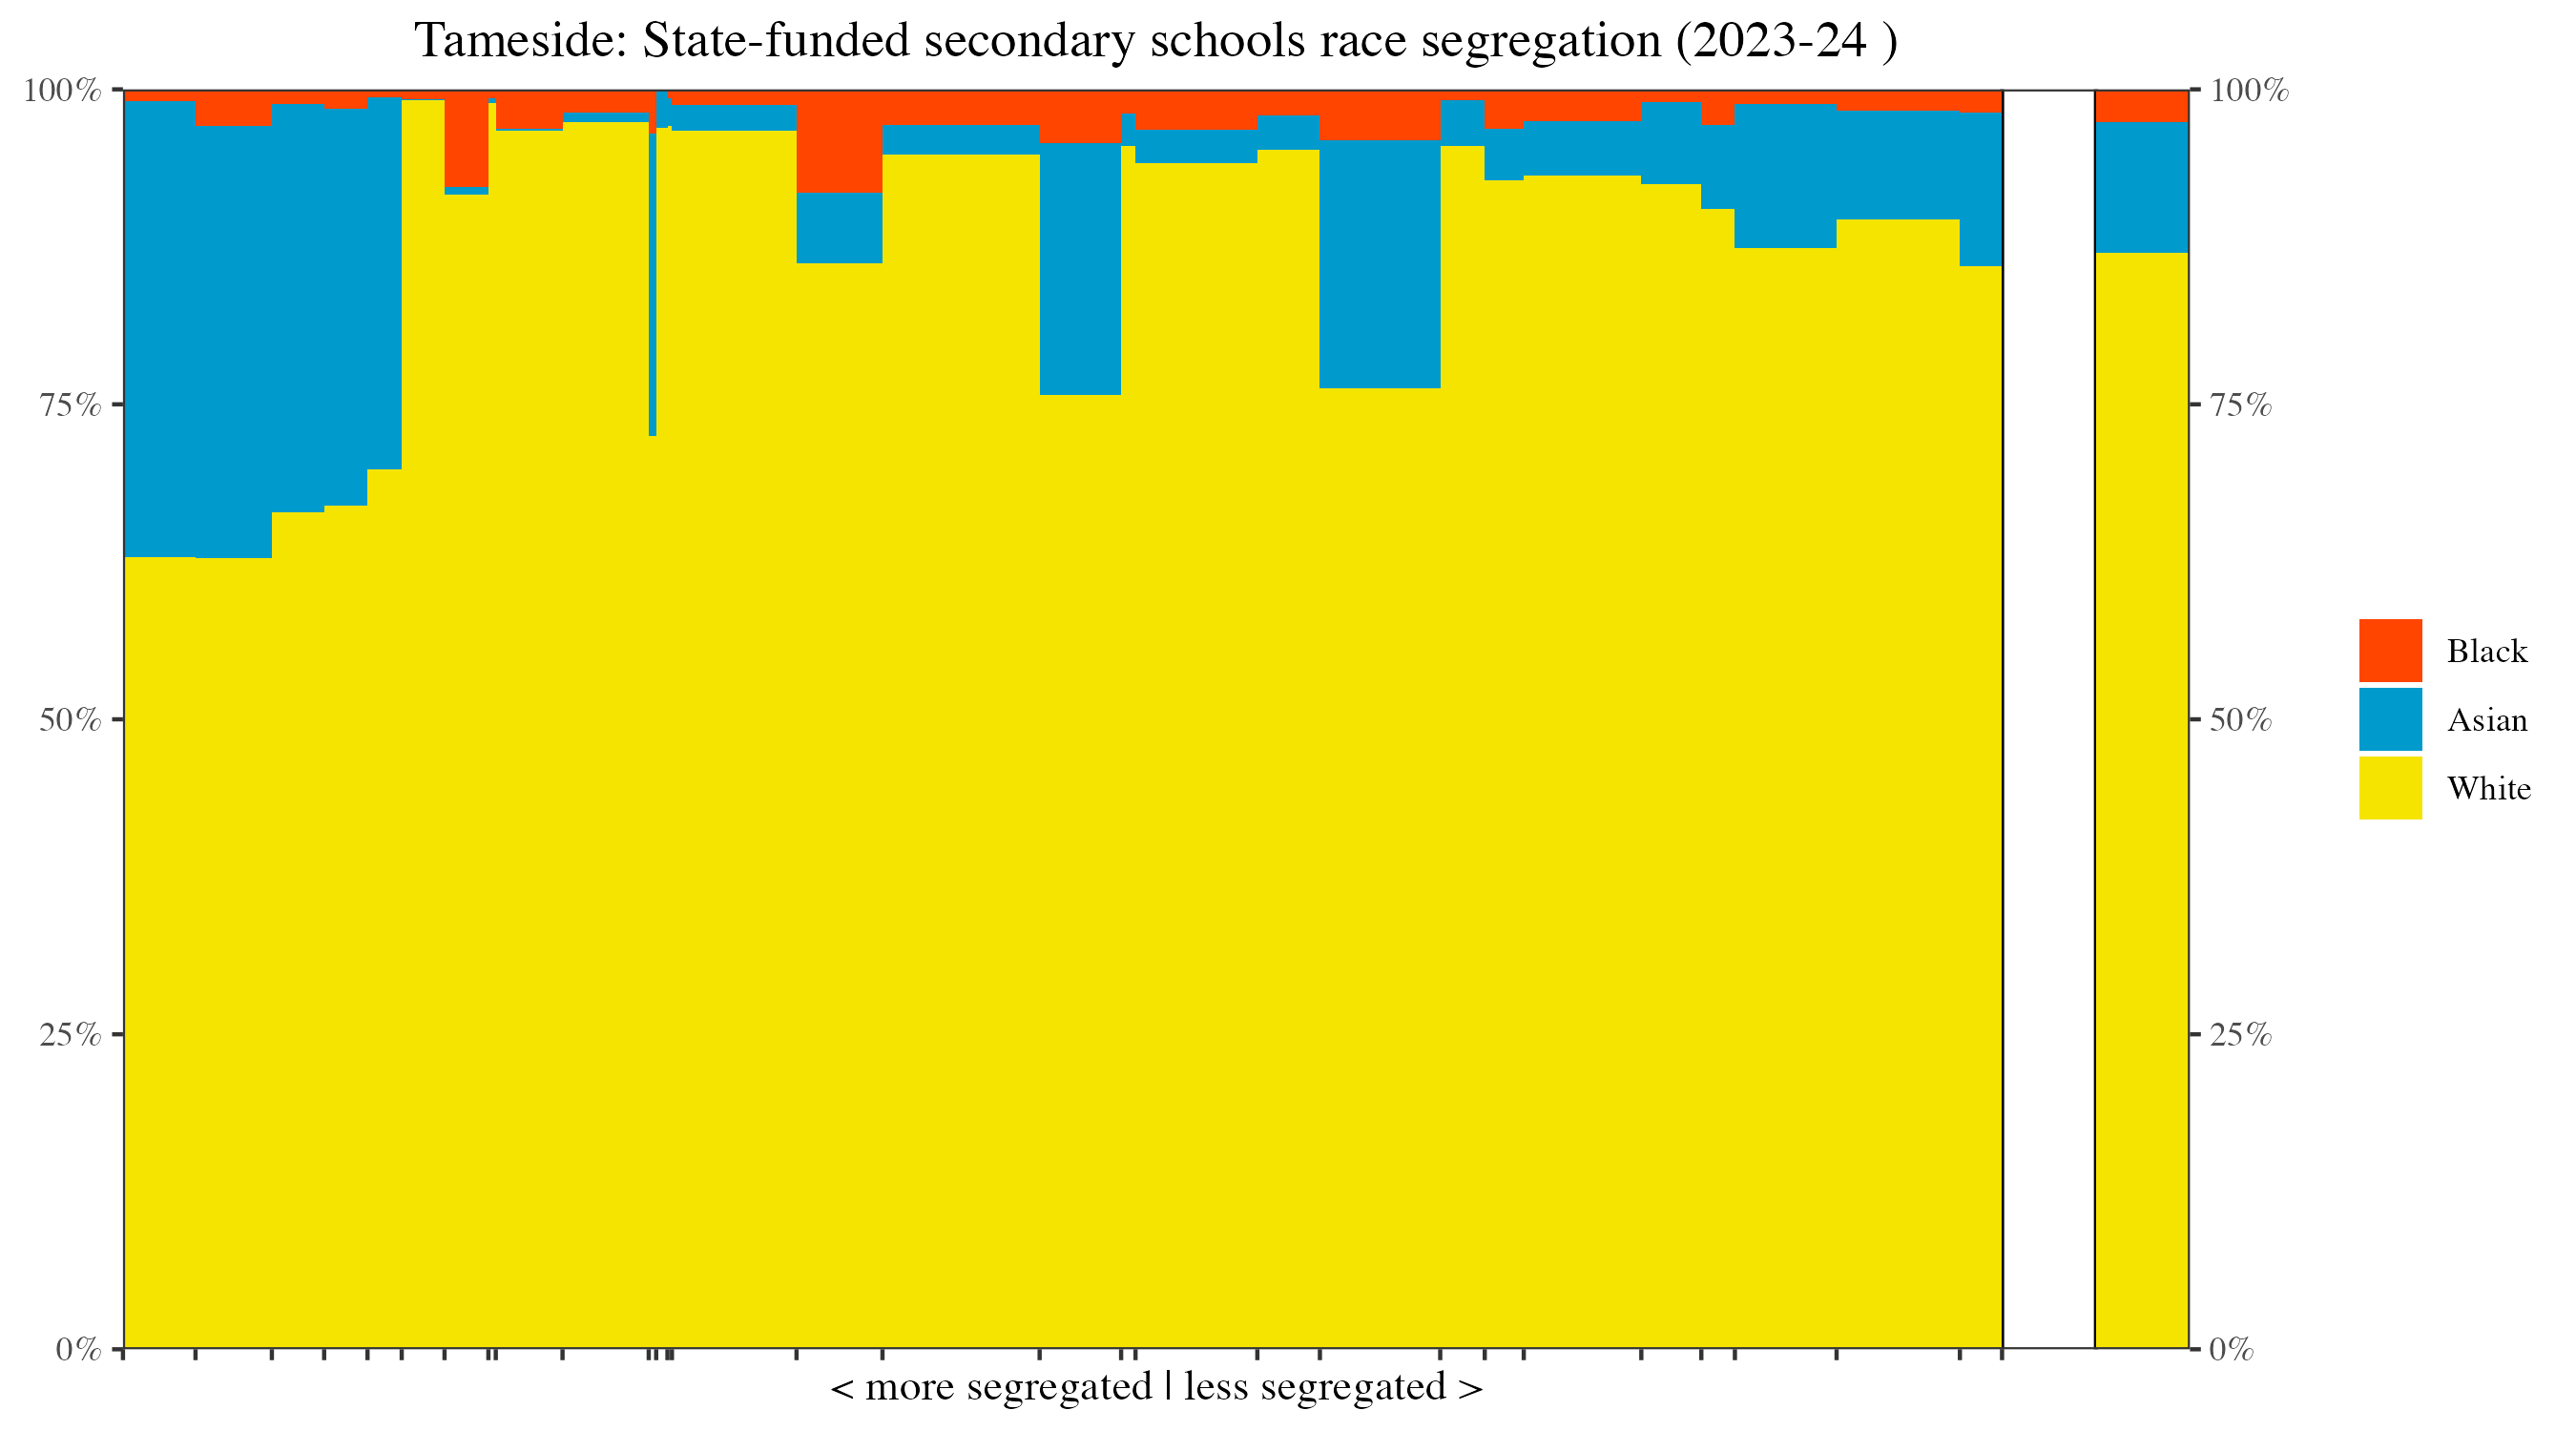 Tameside: State-funded secondary schools race segregation (2023-24 )
100%
75%
50%
25%
0%
100%
75%
50%
25%
0%
Black
Asian
White
< more segregated | less segregated >